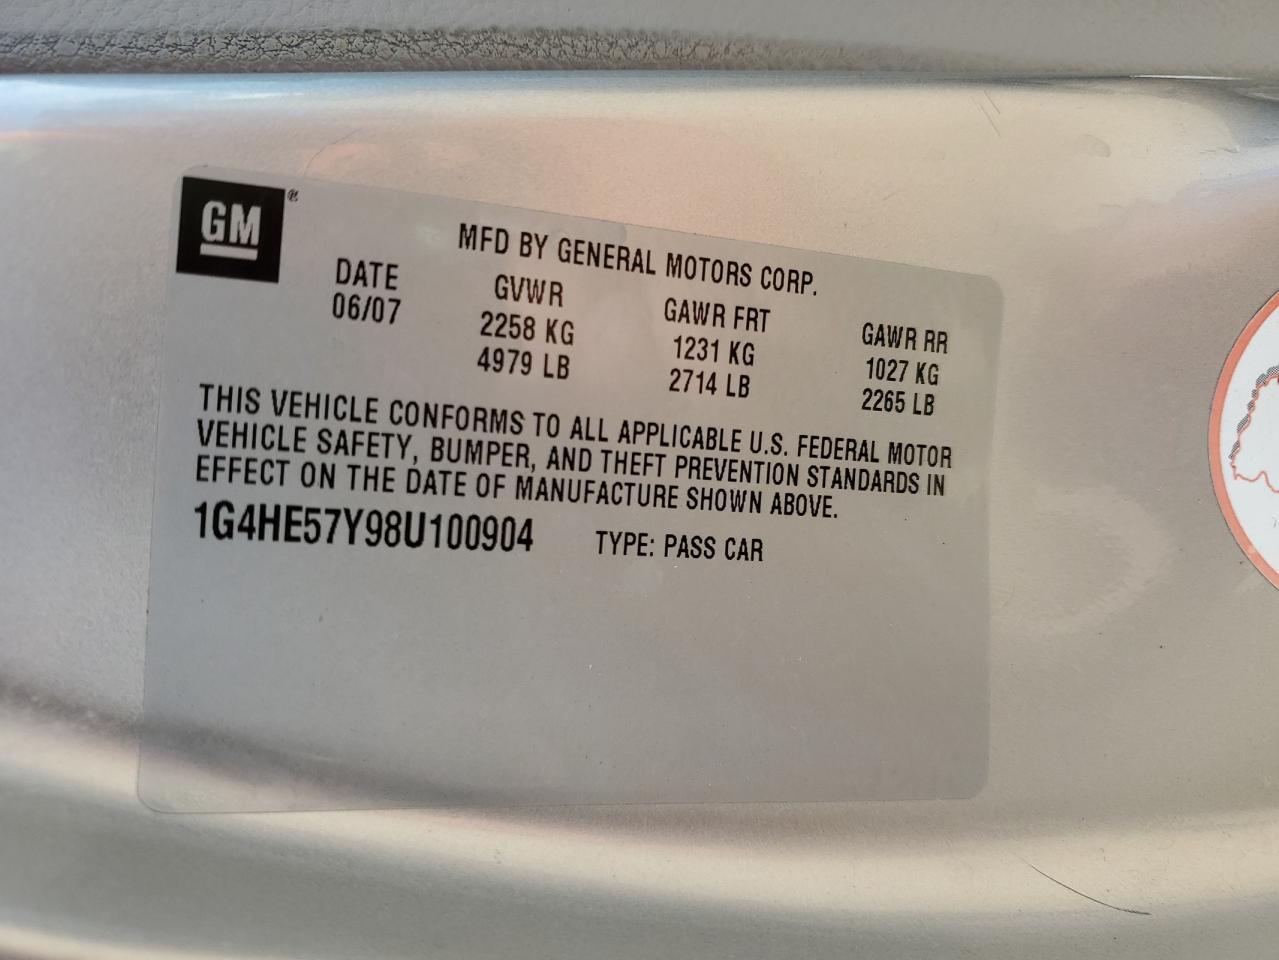 GM®
MFD BY GENERAL MOTORS CORP.
DATE GVWR GAWR FRT GAWR RR
06/07 2258 KG 1231 KG 1027 KG
4979 LB 2714 LB 2265 LB
THIS VEHICLE CONFORMS TO ALL APPLICABLE U.S. FEDERAL MOTOR
VEHICLE SAFETY, BUMPER, AND THEFT PREVENTION STANDARDS IN
EFFECT ON THE DATE OF MANUFACTURE SHOWN ABOVE.
1G4HE57Y98U100904 TYPE: PASS CAR